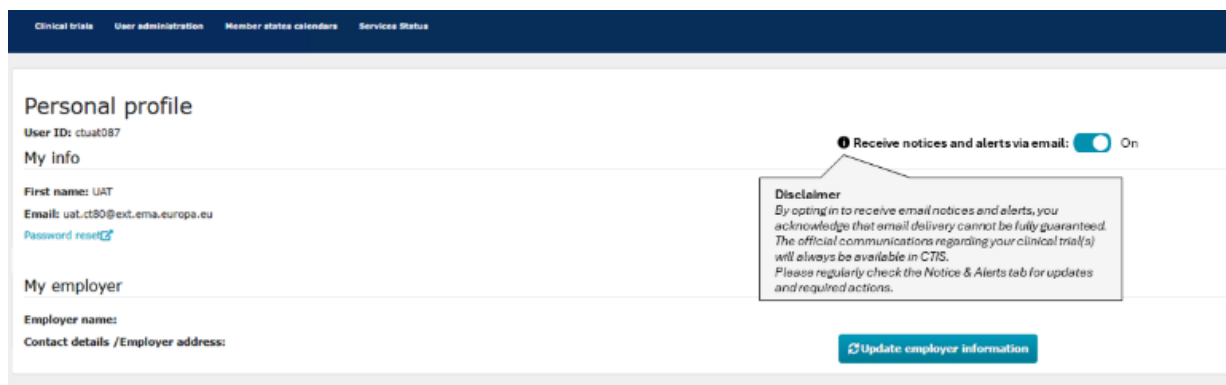 Clinical trials User administration Member states calendars Services Status
Personal profile
User ID: ctuat087
Receive notices and alerts via email: On
My info
First name: UAT
Email: uat.ct80@ext.ema.europa.eu
Password reset
Disclaimer
By opting in to receive email notices and alerts, you
acknowledge that email delivery cannot be fully guaranteed.
The official communications regarding your clinical trial(s)
will always be available in CTIS.
Please regularly check the Notice & Alerts tab for updates
and required actions.
My employer
Employer name:
Contact details /Employer address:
Update employer information